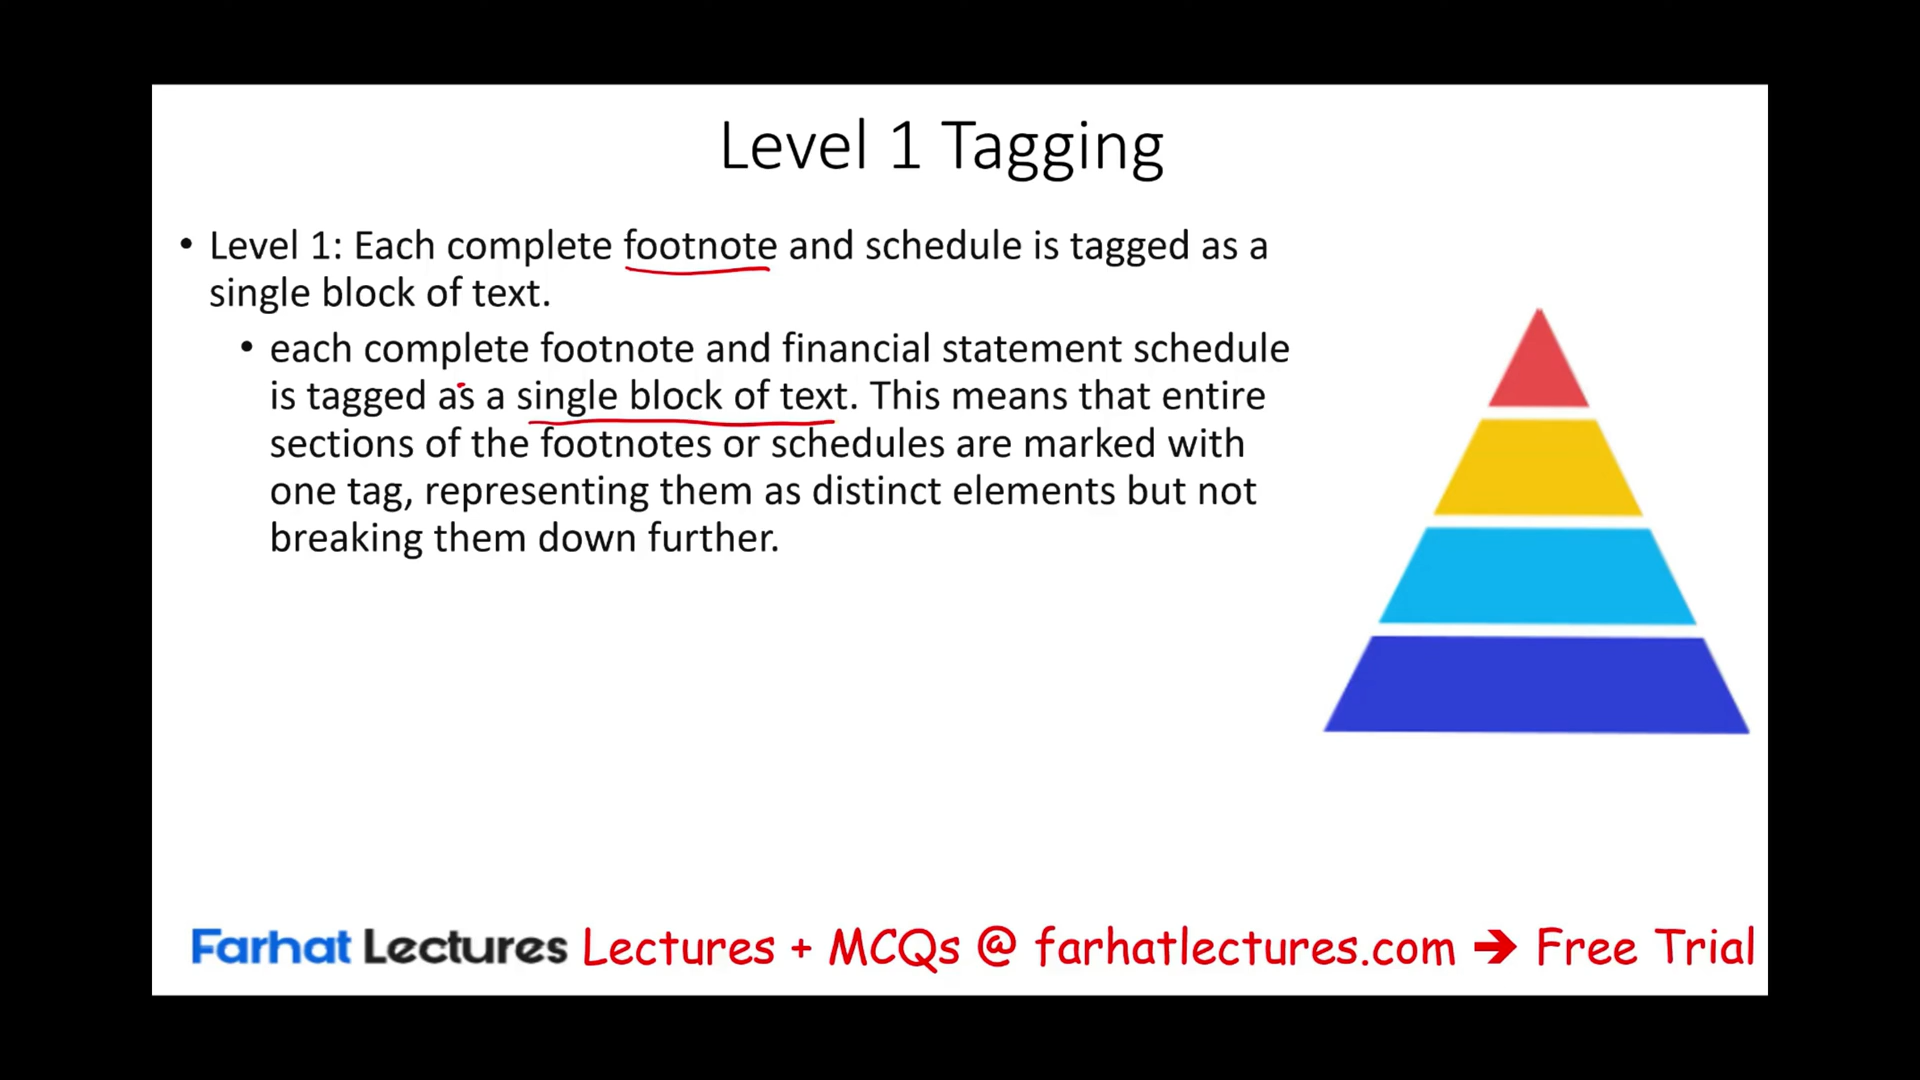 Level 1 Tagging
• Level 1: Each complete footnote and schedule is tagged as a
single block of text.
• each complete footnote and financial statement schedule
is tagged as a single block of text. This means that entire
sections of the footnotes or schedules are marked with
one tag, representing them as distinct elements but not
breaking them down further.
Farhat Lectures Lectures + MCQs @ farhatlectures.com ➔ Free Trial